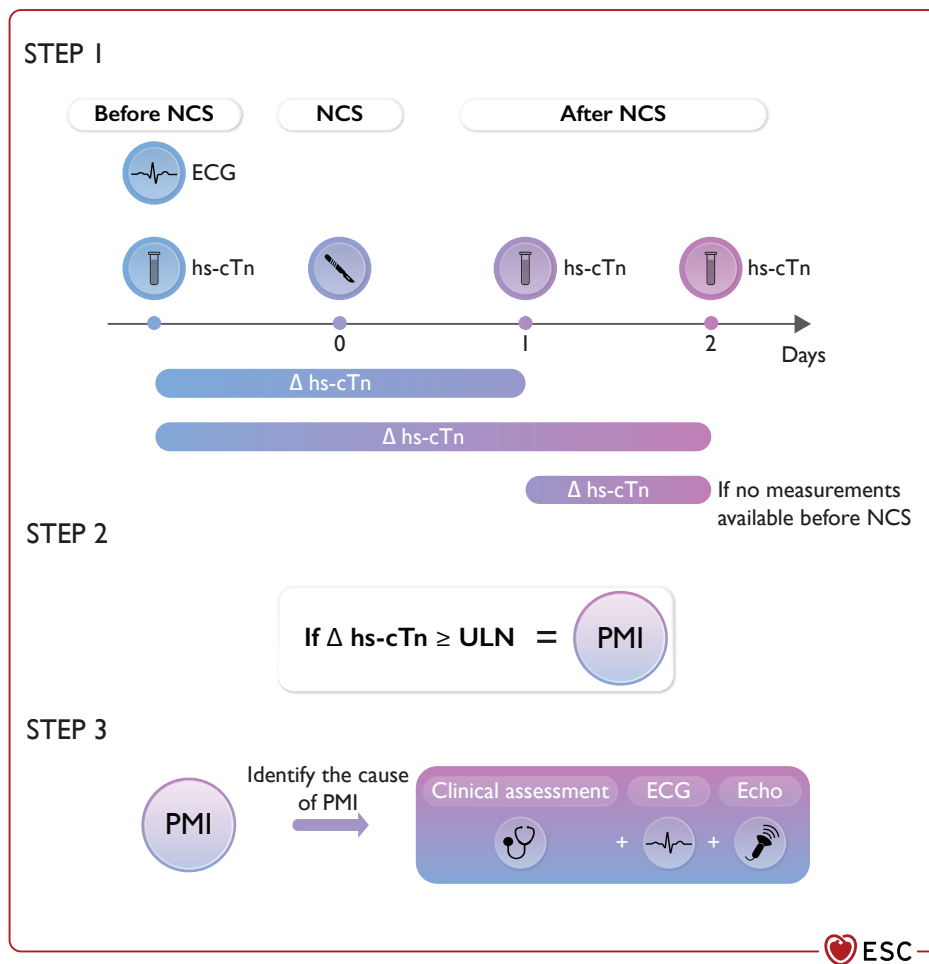 STEP 1
Before NCS
NCS
After NCS
ECG
hs-cTn
hs-cTn
hs-cTn
0
1
2
Days
Δ hs-cTn
Δ hs-cTn
Δ hs-cTn
If no measurements
available before NCS
STEP 2
If Δ hs-cTn ≥ ULN = PMI
STEP 3
PMI
Identify the cause
of PMI
Clinical assessment
ECG
Echo
+
+
ESC